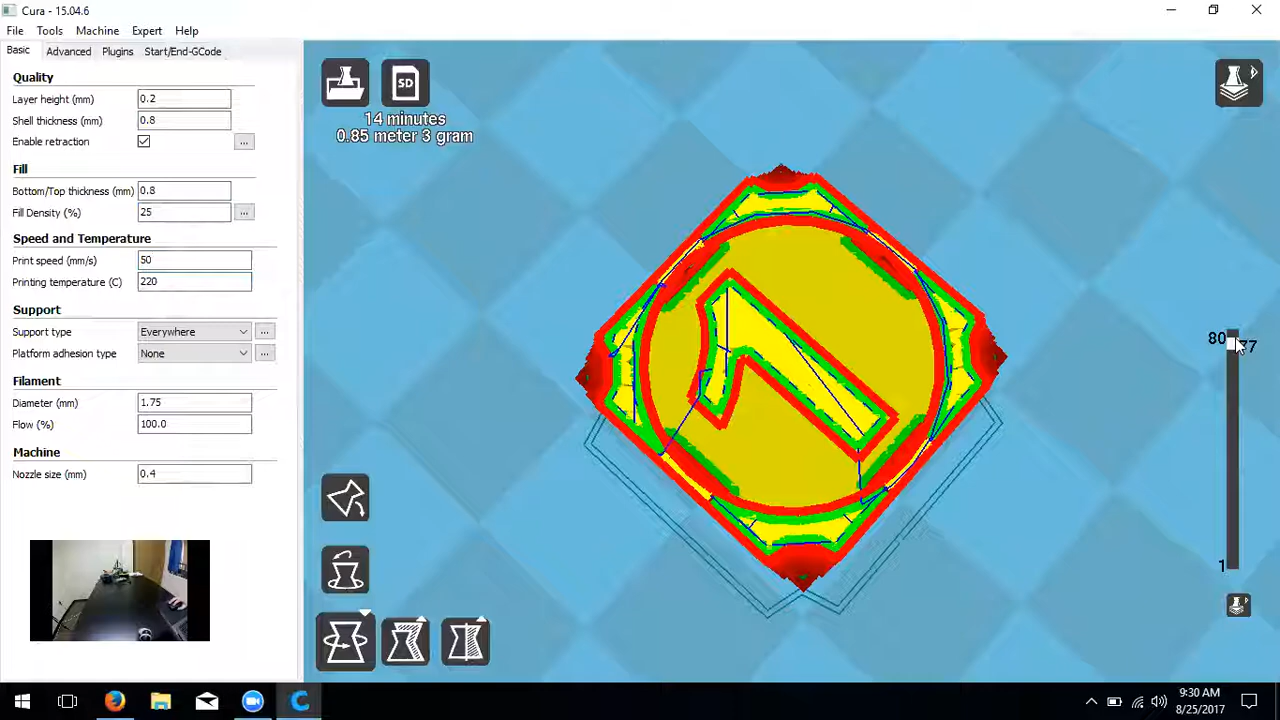 Cura - 15.04.6
File Tools Machine Expert Help
Basic Advanced Plugins Start/End-GCode
Quality
Layer height (mm) 0.2
Shell thickness (mm) 0.8
Enable retraction ...
Fill
Bottom/Top thickness (mm) 0.8
Fill Density (%) 25 ...
Speed and Temperature
Print speed (mm/s) 50
Printing temperature (C) 220
Support
Support type Everywhere ...
Platform adhesion type None ...
Filament
Diameter (mm) 1.75
Flow (%) 100.0
Machine
Nozzle size (mm) 0.4
SD
14 minutes
0.85 meter 3 gram
1
80
77
1
9:30 AM
8/25/2017